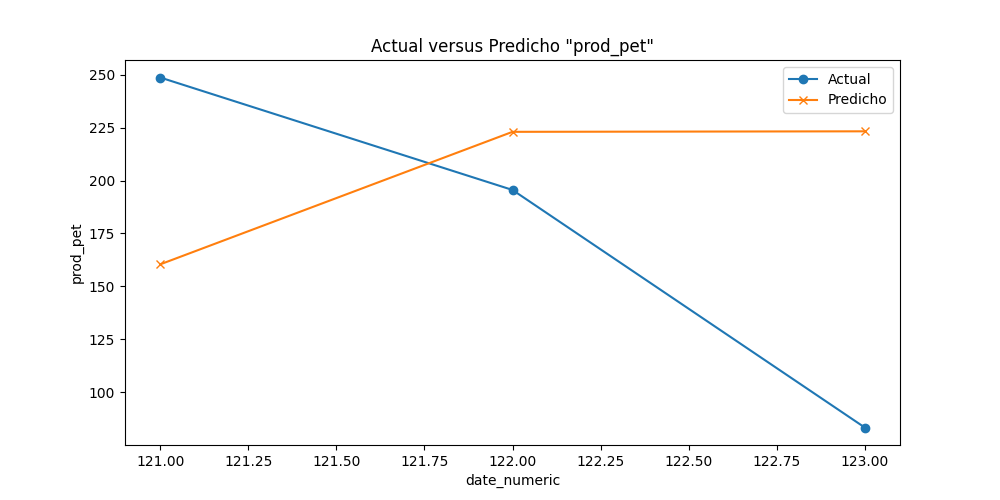 Actual versus Predicho "prod_pet"
Actual
Predicho
250
225
200
175
150
125
100
prod_pet
121.00 121.25 121.50 121.75 122.00 122.25 122.50 122.75 123.00
date_numeric